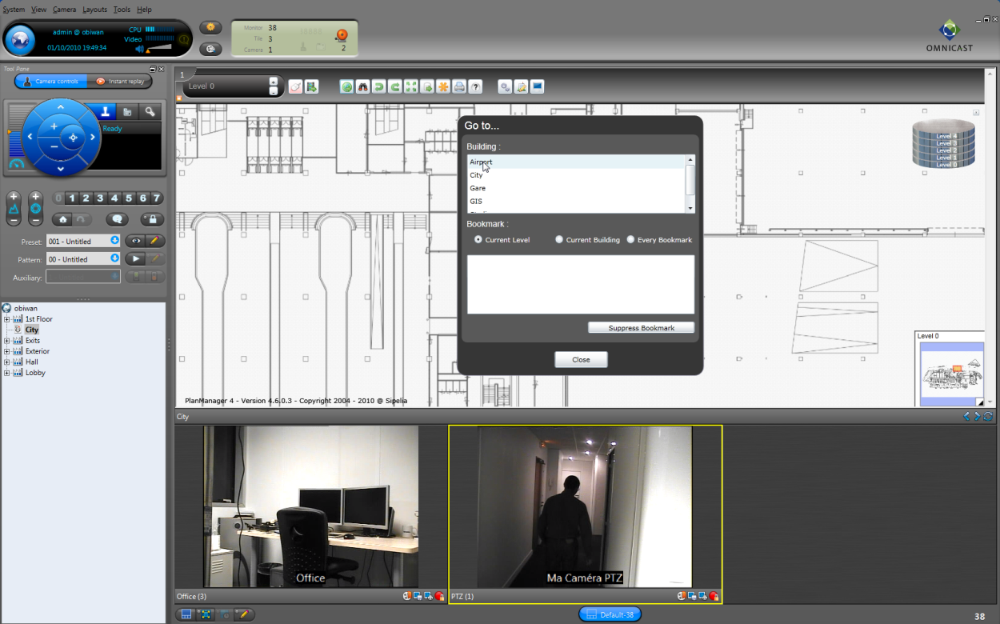 System View Camera Layouts Tools Help
admin @ obiwan
01/10/2010 19:49:34
CPU
Video
Monitor 38
Tile 3
Camera 1
2
OMNICAST
Tool Pane
Camera controls
Instant replay
Ready
0 1 2 3 4 5 6 7
Preset: 001 - Untitled
Pattern: 00 - Untitled
Auxiliary:
obiwan
1st Floor
City
Exits
Exterior
Hall
Lobby
1
Level 0
Go to...
Building :
Airport
City
Gare
GIS
Bookmark :
Current Level
Current Building
Every Bookmark
Suppress Bookmark
Close
Level 4
Level 3
Level 2
Level 1
Level 0
Level 0
PlanManager 4 - Version 4.6.0.3 - Copyright 2004 - 2010 @ Sipelia
City
Office
Ma Caméra PTZ
Office (3)
PTZ (1)
Default-38
38